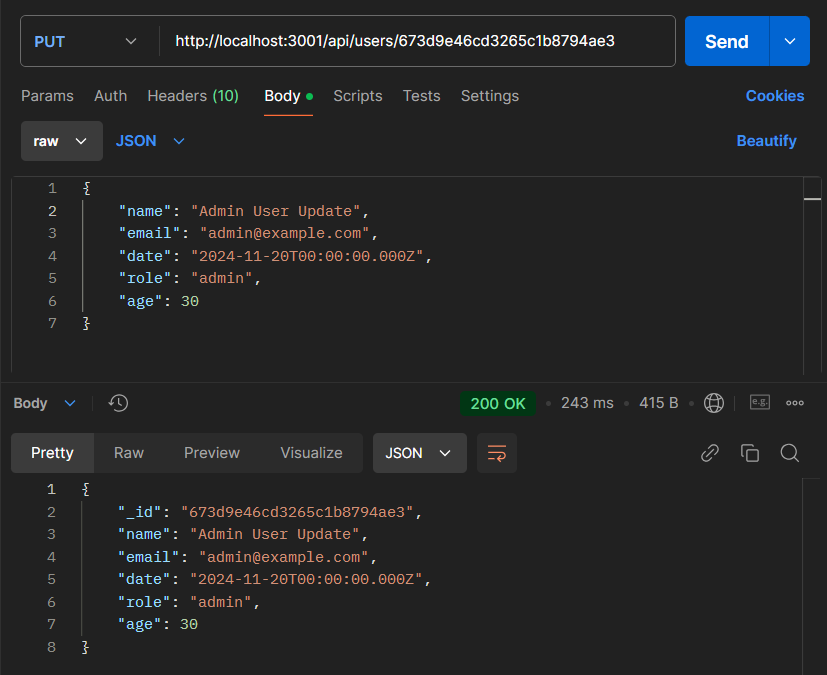 PUT http://localhost:3001/api/users/673d9e46cd3265c1b8794ae3 Send
Params Auth Headers (10) Body Scripts Tests Settings Cookies
raw JSON Beautify
1 {
2 "name": "Admin User Update",
3 "email": "admin@example.com",
4 "date": "2024-11-20T00:00:00.000Z",
5 "role": "admin",
6 "age": 30
7 }
Body 200 OK • 243 ms • 415 B • e.g.
Pretty Raw Preview Visualize JSON
1 {
2 "_id": "673d9e46cd3265c1b8794ae3",
3 "name": "Admin User Update",
4 "email": "admin@example.com",
5 "date": "2024-11-20T00:00:00.000Z",
6 "role": "admin",
7 "age": 30
8 }